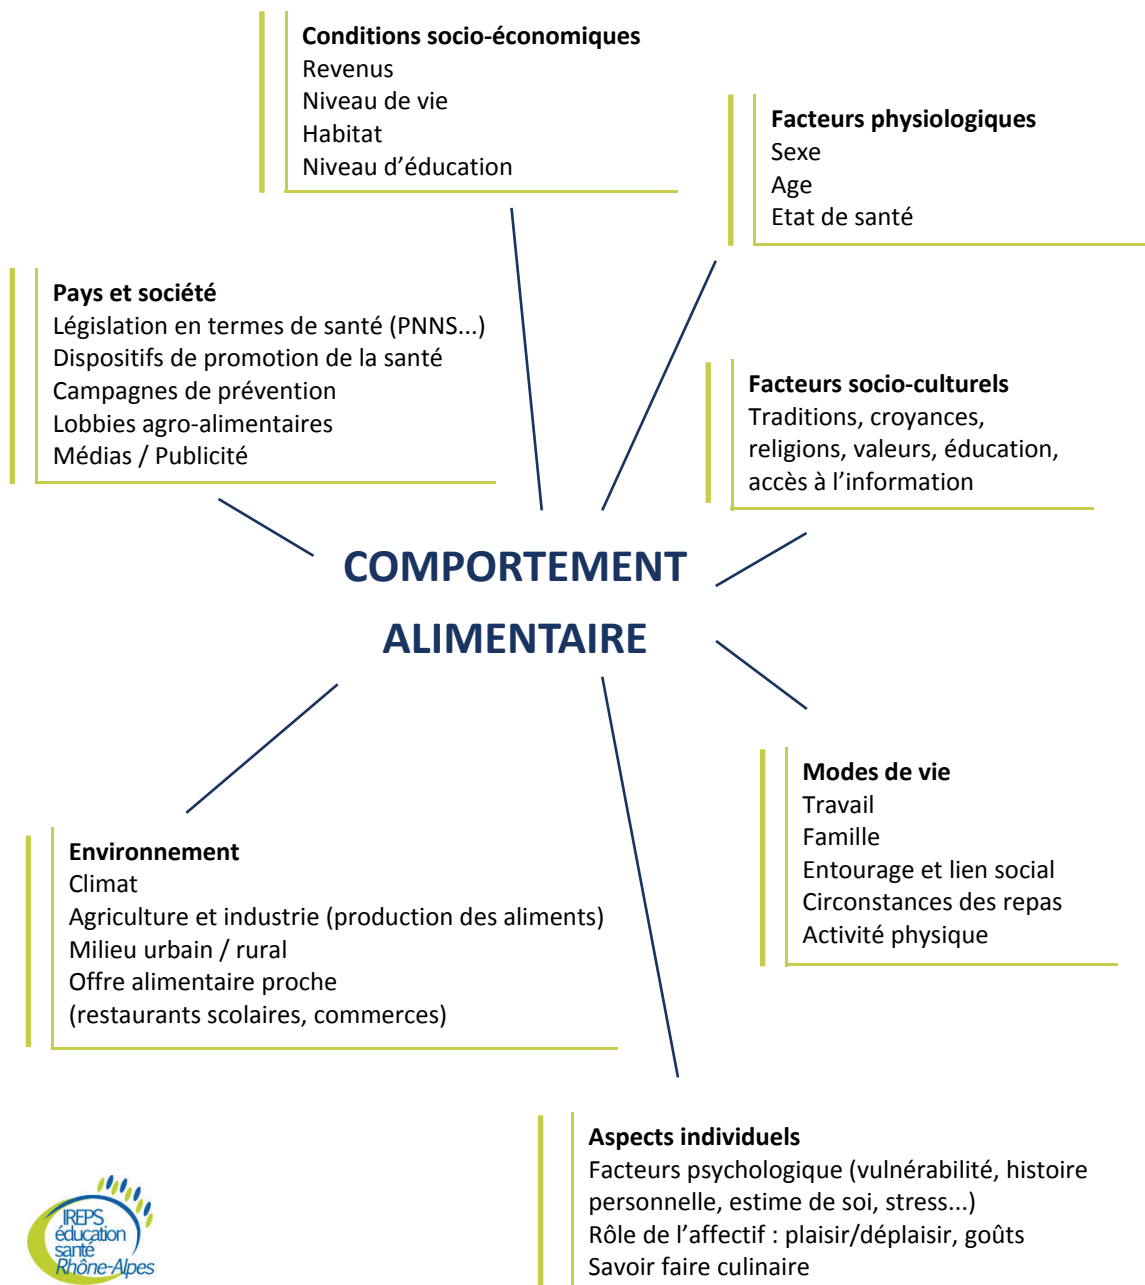 Conditions socio-économiques
Revenus
Niveau de vie
Habitat
Niveau d'éducation
Facteurs physiologiques
Sexe
Age
Etat de santé
Pays et société
Législation en termes de santé (PNNS...)
Dispositifs de promotion de la santé
Campagnes de prévention
Lobbies agro-alimentaires
Médias / Publicité
Facteurs socio-culturels
Traditions, croyances,
religions, valeurs, éducation,
accès à l'information
COMPORTEMENT
ALIMENTAIRE
Modes de vie
Travail
Famille
Entourage et lien social
Circonstances des repas
Activité physique
Environnement
Climat
Agriculture et industrie (production des aliments)
Milieu urbain / rural
Offre alimentaire proche
(restaurants scolaires, commerces)
Aspects individuels
Facteurs psychologique (vulnérabilité, histoire
personnelle, estime de soi, stress...)
Rôle de l'affectif : plaisir/déplaisir, goûts
Savoir faire culinaire
IREPS
éducation
santé
Rhône-Alpes